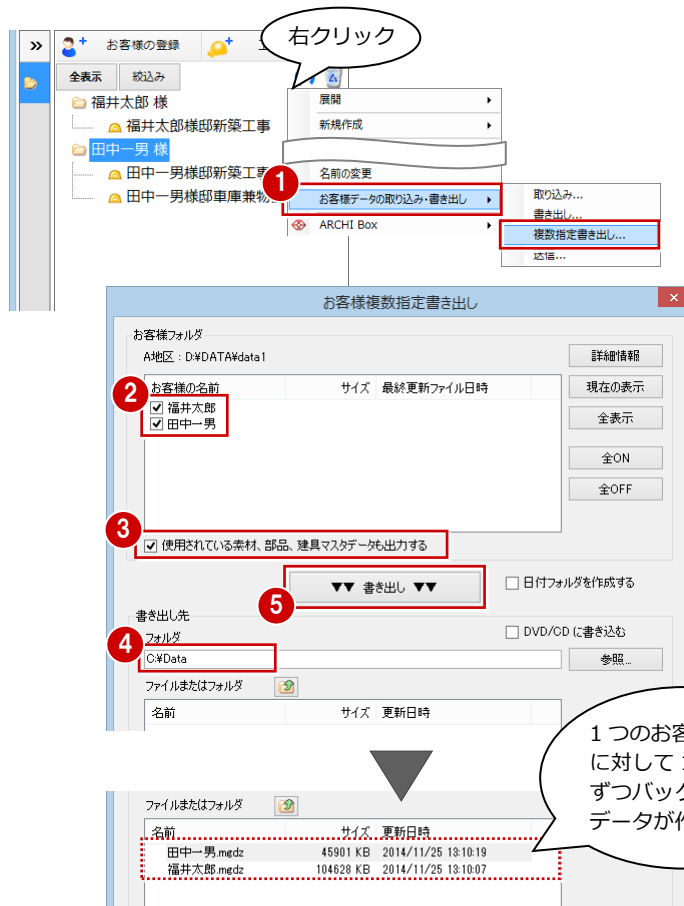 右クリック
»
お客様の登録
全表示
絞込み
福井太郎 様
福井太郎様邸新築工事
田中一男 様
田中一男様邸新築工事
田中一男様邸車庫兼物
展開
新規作成
名前の変更
1
お客様データの取り込み・書き出し
ARCHI Box
取り込み...
書き出し...
複数指定書き出し...
送信...
お客様複数指定書き出し
×
お客様フォルダ
A地区 : D:¥DATA¥data1
詳細情報
お客様の名前 サイズ 最終更新ファイル日時
現在の表示
2
福井太郎
田中一男
全表示
全ON
全OFF
3
使用されている素材、部品、建具マスタデータも出力する
▼▼ 書き出し ▼▼
日付フォルダを作成する
5
書き出し先
DVD/CD に書き込む
4
フォルダ
C:¥Data
参照...
ファイルまたはフォルダ
名前 サイズ 更新日時
1 つのお客
に対して 1
ずつバック
データが作
ファイルまたはフォルダ
名前 サイズ 更新日時
田中一男.mgdz 45901 KB 2014/11/25 13:10:19
福井太郎.mgdz 104628 KB 2014/11/25 13:10:07